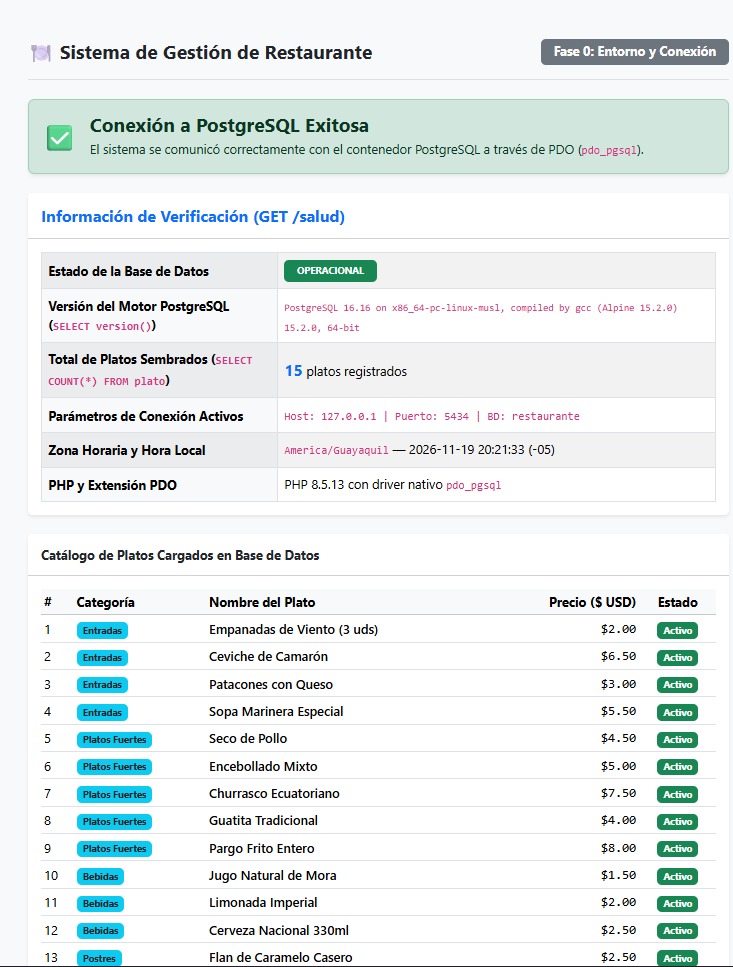 Sistema de Gestión de Restaurante
Fase 0: Entorno y Conexión
Conexión a PostgreSQL Exitosa
El sistema se comunicó correctamente con el contenedor PostgreSQL a través de PDO (pdo_pgsql).
Información de Verificación (GET /salud)
Estado de la Base de Datos OPERACIONAL
Versión del Motor PostgreSQL
(SELECT version())
PostgreSQL 16.16 on x86_64-pc-linux-musl, compiled by gcc (Alpine 15.2.0)
15.2.0, 64-bit
Total de Platos Sembrados (SELECT
COUNT(*) FROM plato)
15 platos registrados
Parámetros de Conexión Activos Host: 127.0.0.1 | Puerto: 5434 | BD: restaurante
Zona Horaria y Hora Local America/Guayaquil — 2026-11-19 20:21:33 (-05)
PHP y Extensión PDO PHP 8.5.13 con driver nativo pdo_pgsql
Catálogo de Platos Cargados en Base de Datos
# Categoría Nombre del Plato Precio ($ USD) Estado
1 Entradas Empanadas de Viento (3 uds) $2.00 Activo
2 Entradas Ceviche de Camarón $6.50 Activo
3 Entradas Patacones con Queso $3.00 Activo
4 Entradas Sopa Marinera Especial $5.50 Activo
5 Platos Fuertes Seco de Pollo $4.50 Activo
6 Platos Fuertes Encebollado Mixto $5.00 Activo
7 Platos Fuertes Churrasco Ecuatoriano $7.50 Activo
8 Platos Fuertes Guatita Tradicional $4.00 Activo
9 Platos Fuertes Pargo Frito Entero $8.00 Activo
10 Bebidas Jugo Natural de Mora $1.50 Activo
11 Bebidas Limonada Imperial $2.00 Activo
12 Bebidas Cerveza Nacional 330ml $2.50 Activo
13 Postres Flan de Caramelo Casero $2.50 Activo